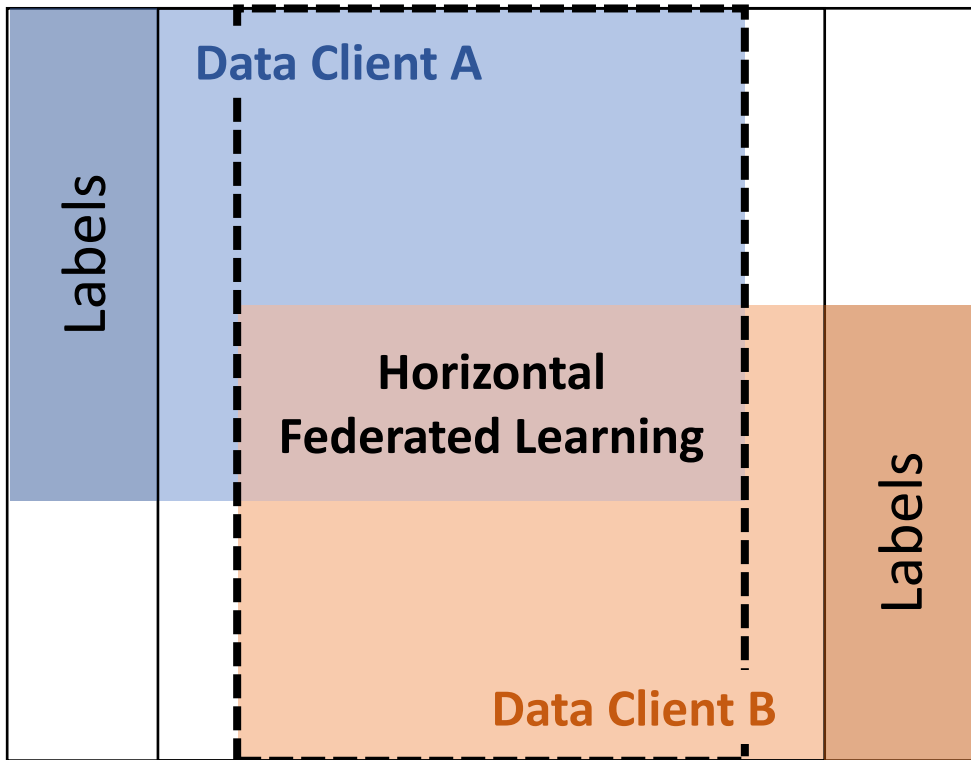 Data Client A
Labels
Horizontal
Federated Learning
Labels
Data Client B